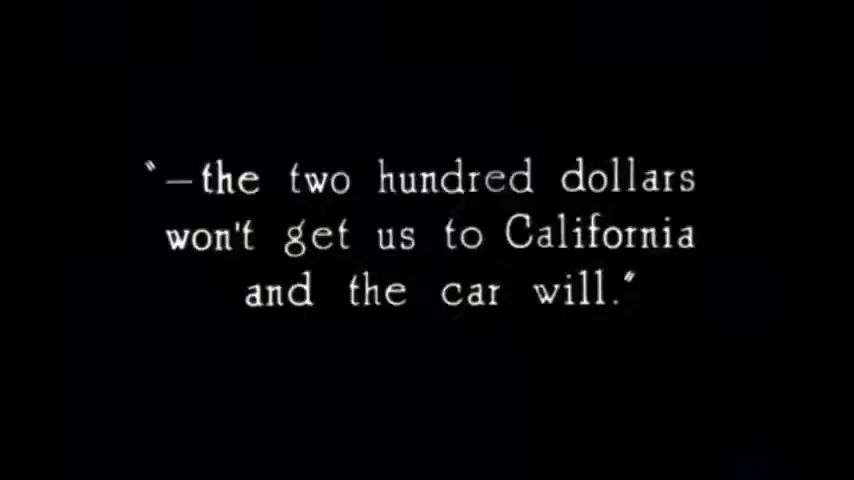 "—the two hundred dollars
won't get us to California
and the car will."